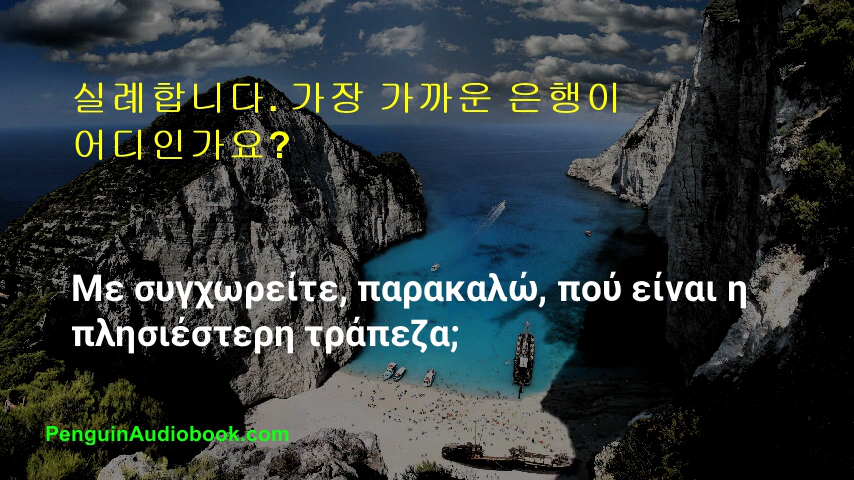 실례합니다. 가장 가까운 은행이
어디인가요?
Με συγχωρείτε, παρακαλώ, πού είναι η
πλησιέστερη τράπεζα;
PenguinAudiobook.com